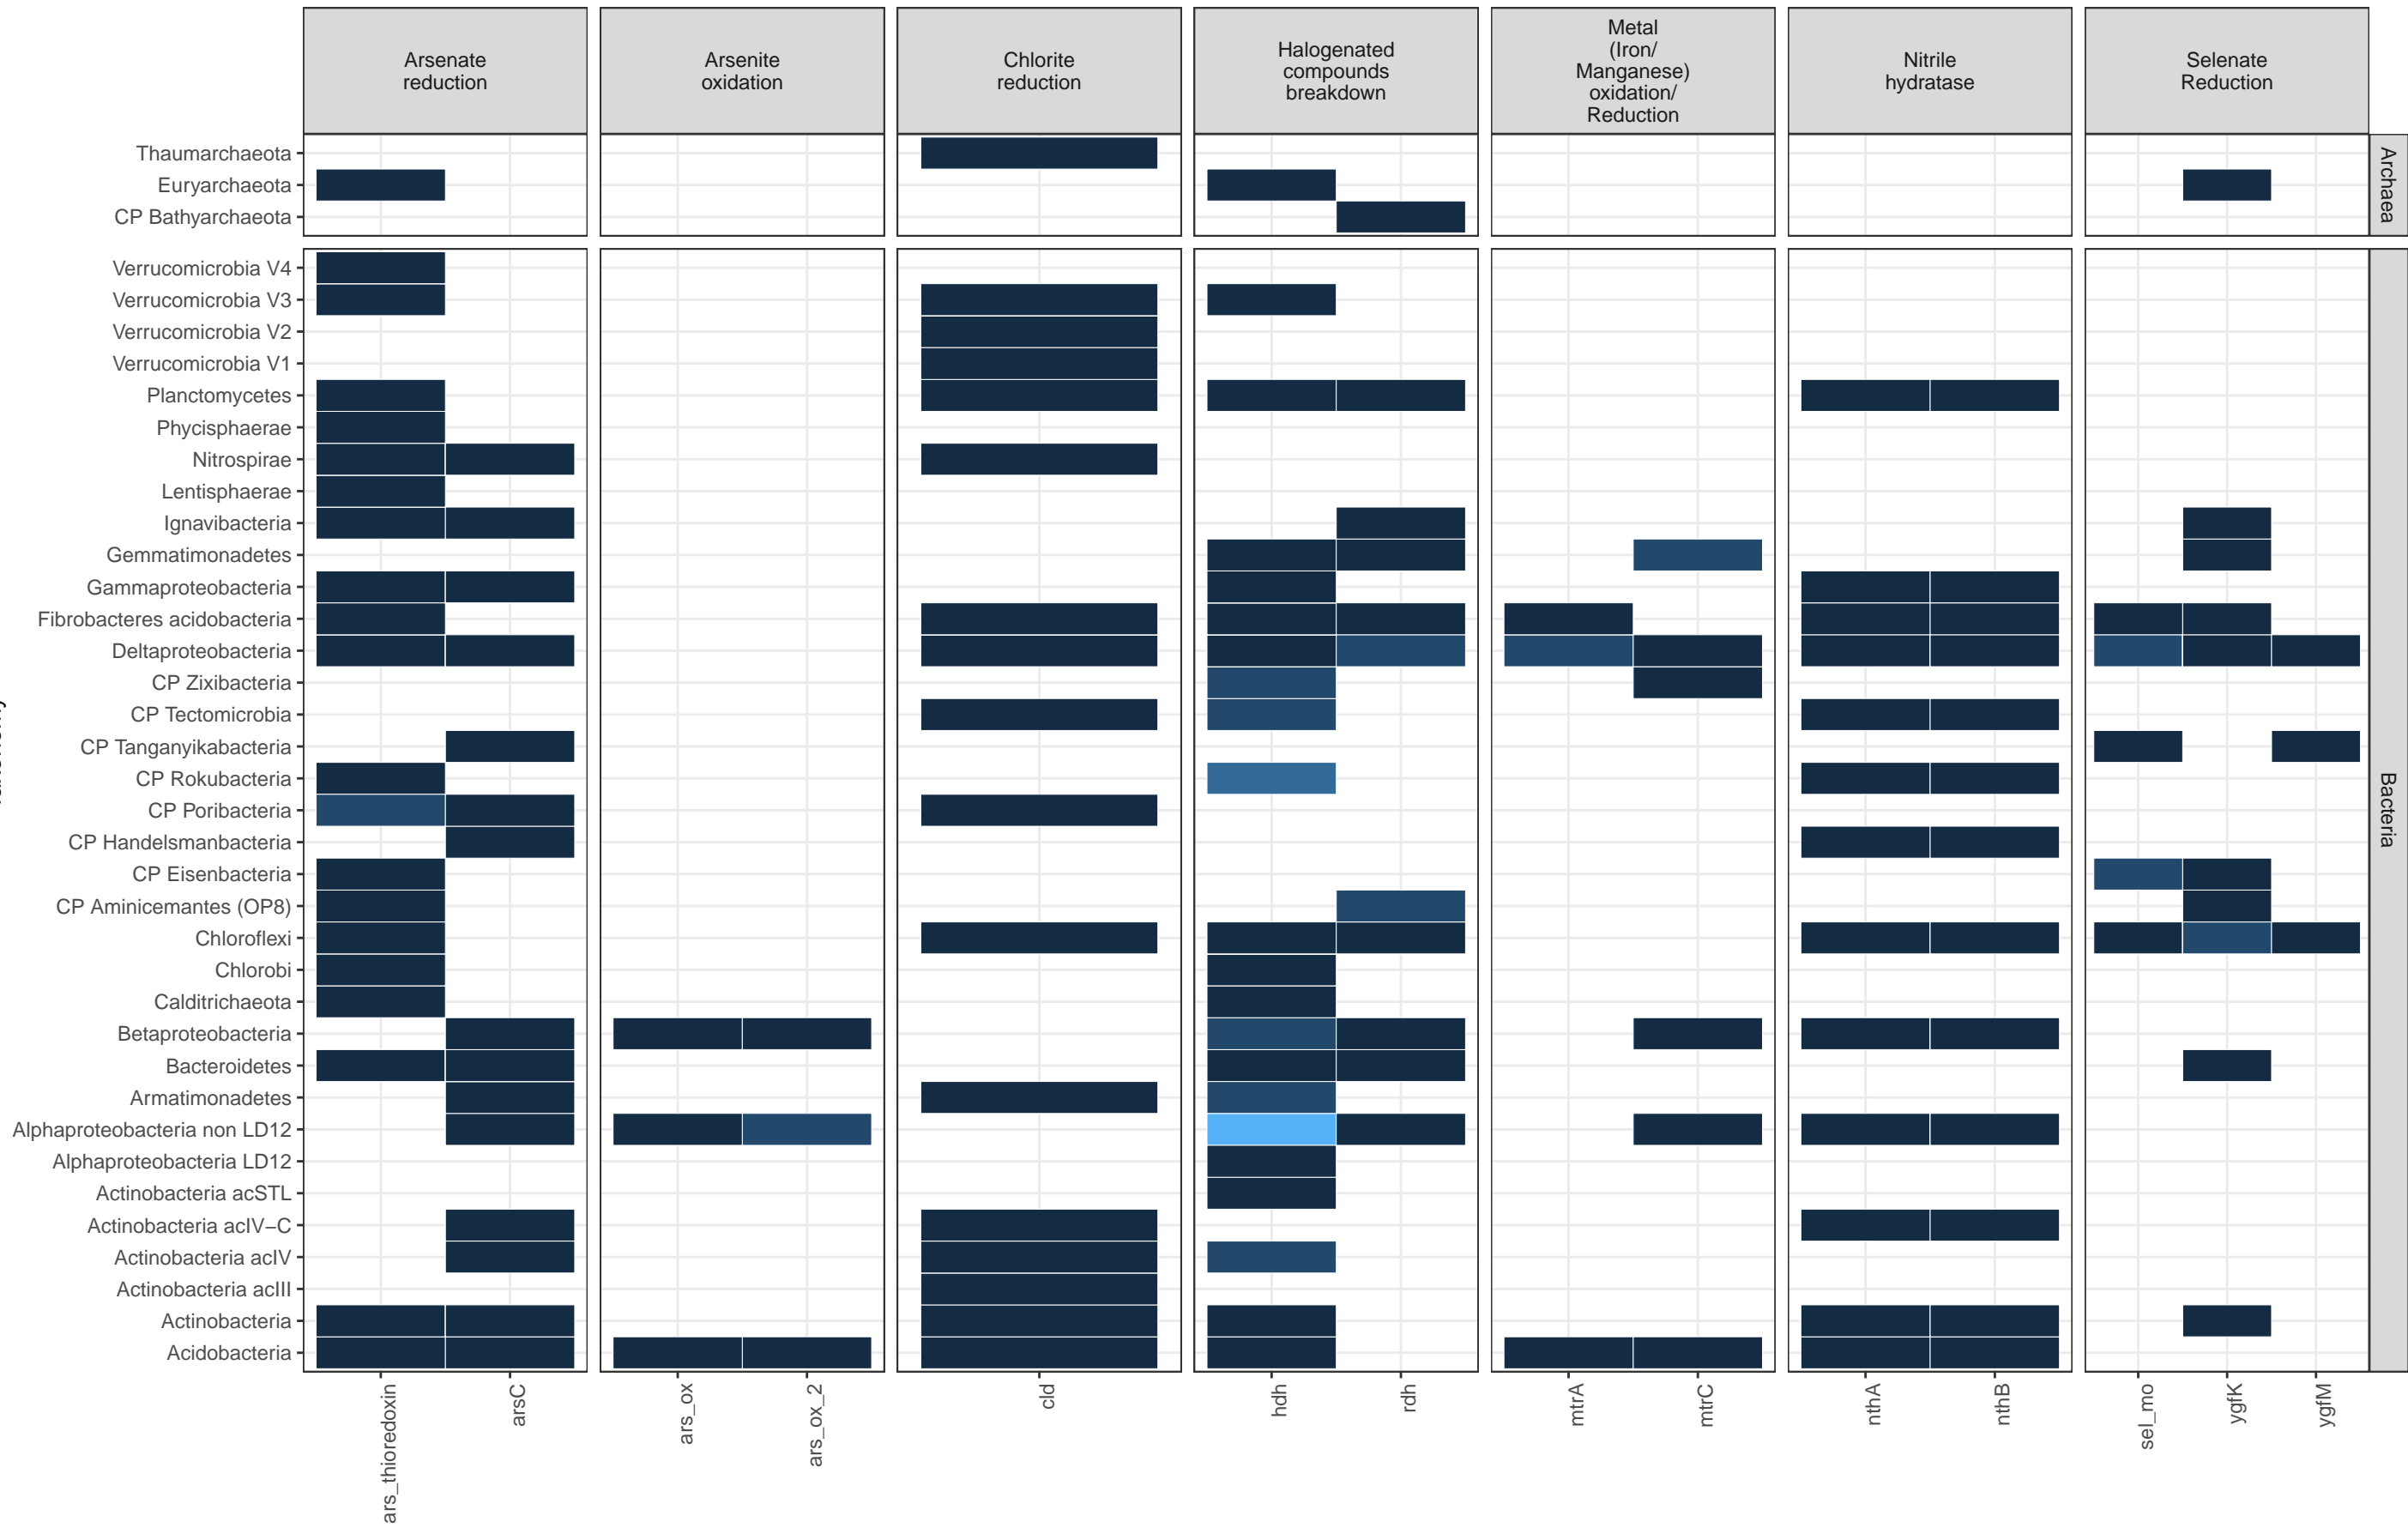 Arsenate
reduction
Arsenite
oxidation
Chlorite
reduction
Halogenated
compounds
breakdown
Metal
(Iron/
Manganese)
oxidation/
Reduction
Nitrile
hydratase
Selenate
Reduction
Thaumarchaeota
Euryarchaeota
CP Bathyarchaeota
Archaea
Verrucomicrobia V4
Verrucomicrobia V3
Verrucomicrobia V2
Verrucomicrobia V1
Planctomycetes
Phycisphaerae
Nitrospirae
Lentisphaerae
Ignavibacteria
Gemmatimonadetes
Gammaproteobacteria
Fibrobacteres acidobacteria
Deltaproteobacteria
CP Zixibacteria
CP Tectomicrobia
CP Tanganyikabacteria
CP Rokubacteria
CP Poribacteria
CP Handelsmanbacteria
CP Eisenbacteria
CP Aminicemantes (OP8)
Chloroflexi
Chlorobi
Calditrichaeota
Betaproteobacteria
Bacteroidetes
Armatimonadetes
Alphaproteobacteria non LD12
Alphaproteobacteria LD12
Actinobacteria acSTL
Actinobacteria acIV−C
Actinobacteria acIV
Actinobacteria acIII
Actinobacteria
Acidobacteria
Bacteria
ars_thioredoxin
arsC
ars_ox
ars_ox_2
cld
hdh
rdh
mtrA
mtrC
nthA
nthB
sel_mo
ygfK
ygfM